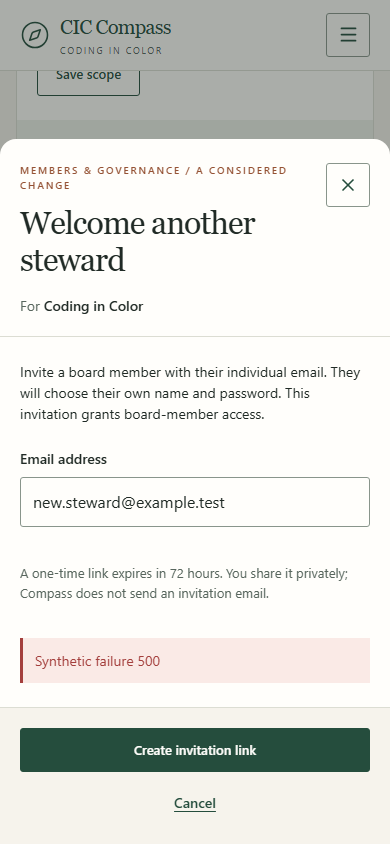 CIC Compass
CODING IN COLOR
Save scope
MEMBERS & GOVERNANCE / A CONSIDERED
CHANGE
Welcome another
steward
For Coding in Color
Invite a board member with their individual email. They
will choose their own name and password. This
invitation grants board-member access.
Email address
new.steward@example.test
A one-time link expires in 72 hours. You share it privately;
Compass does not send an invitation email.
Synthetic failure 500
Create invitation link
Cancel